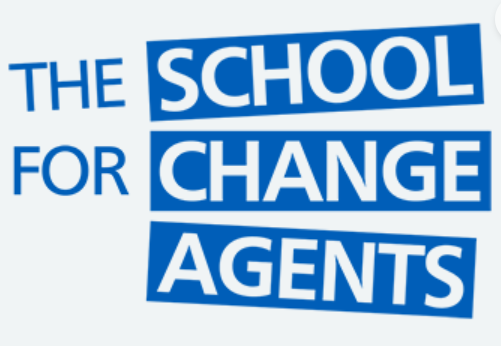 THE SCHOOL
FOR CHANGE
AGENTS